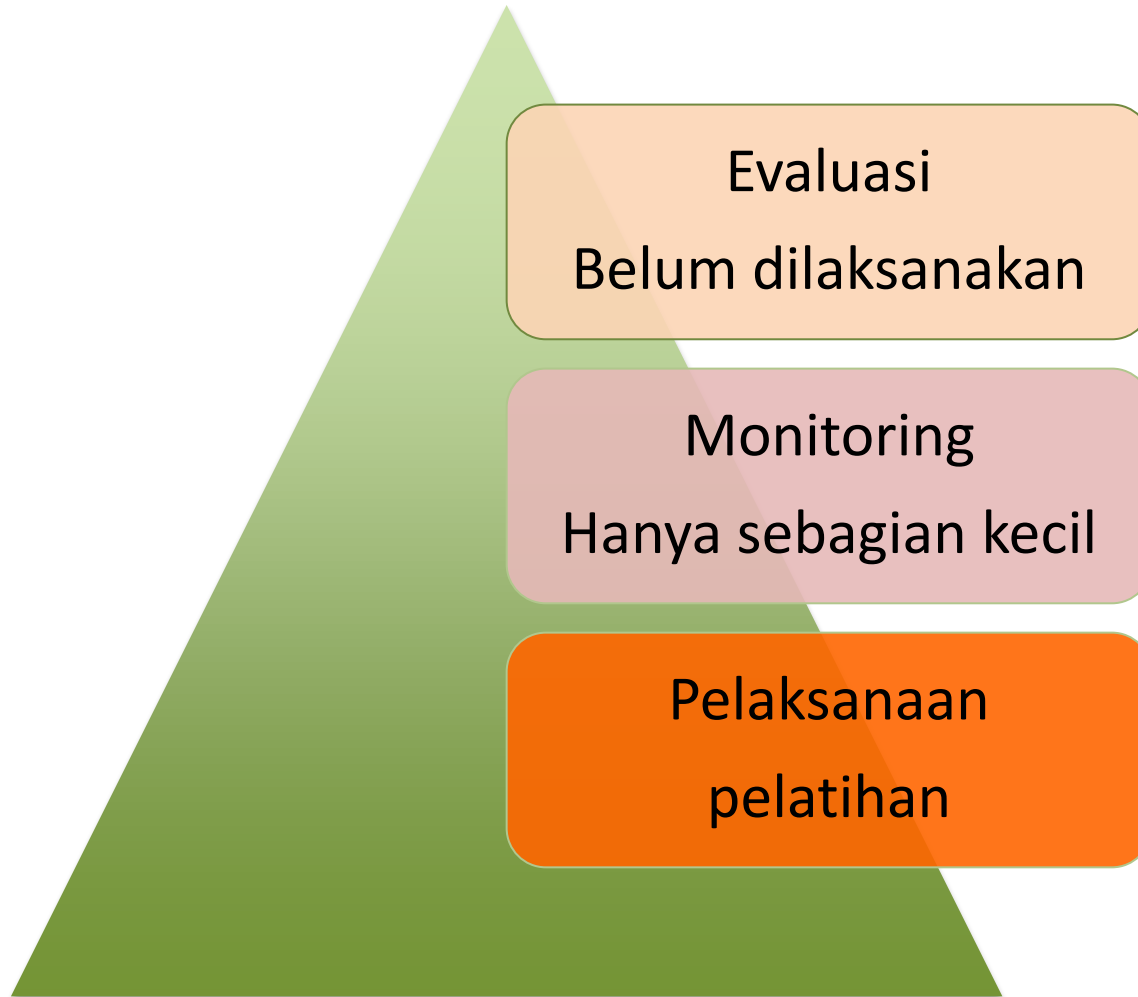 Evaluasi
Belum dilaksanakan
Monitoring
Hanya sebagian kecil
Pelaksanaan
pelatihan